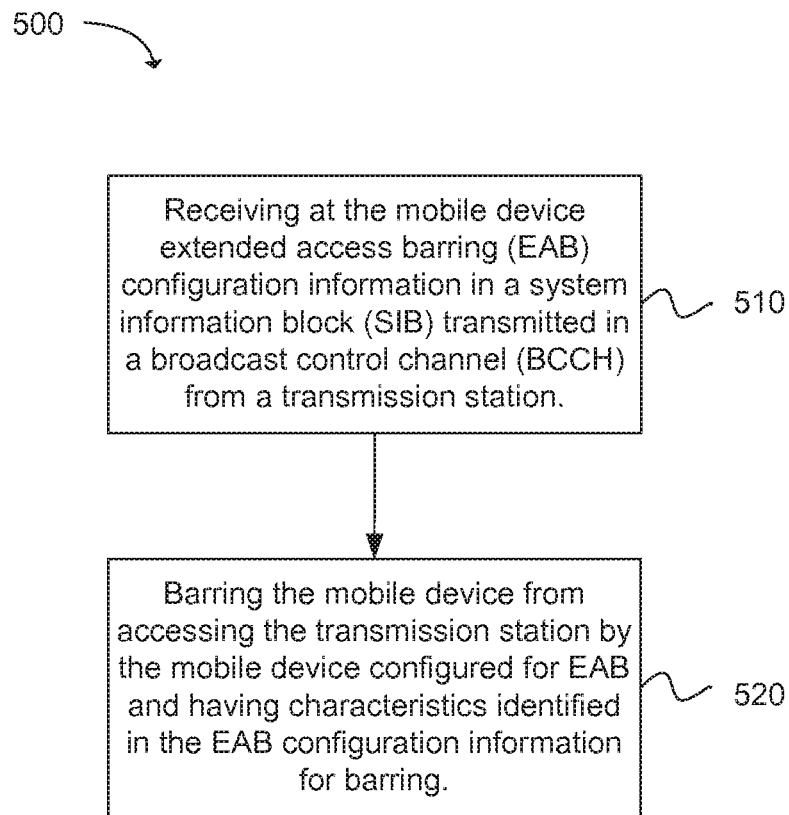 500
Receiving at the mobile device
extended access barring (EAB)
configuration information in a system
information block (SIB) transmitted in
a broadcast control channel (BCCH)
from a transmission station.
510
Barring the mobile device from
accessing the transmission station by
the mobile device configured for EAB
and having characteristics identified
in the EAB configuration information
for barring.
520